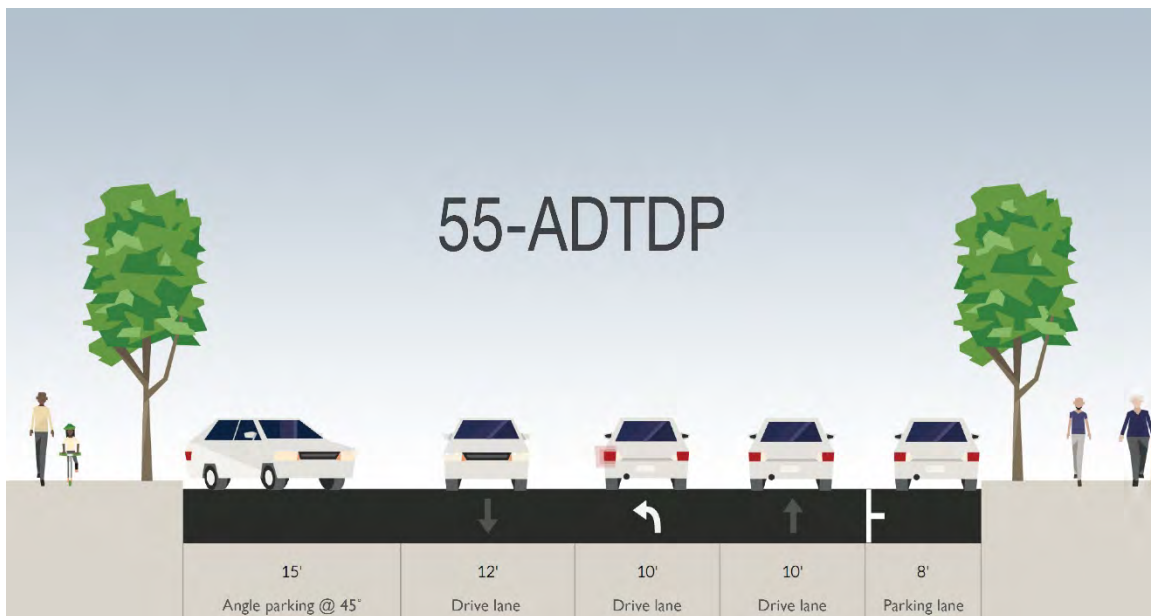 55-ADTDP
15' 12' 10' 10' 8'
Angle parking @ 45° Drive lane Drive lane Drive lane Parking lane